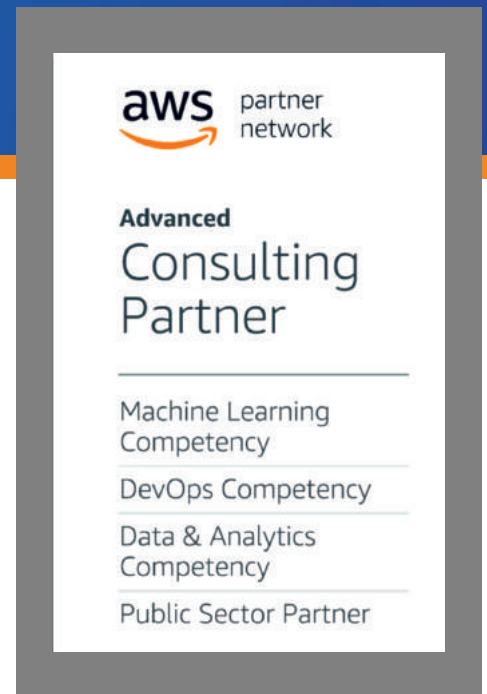 aws partner
network
Advanced
Consulting
Partner
Machine Learning
Competency
DevOps Competency
Data & Analytics
Competency
Public Sector Partner